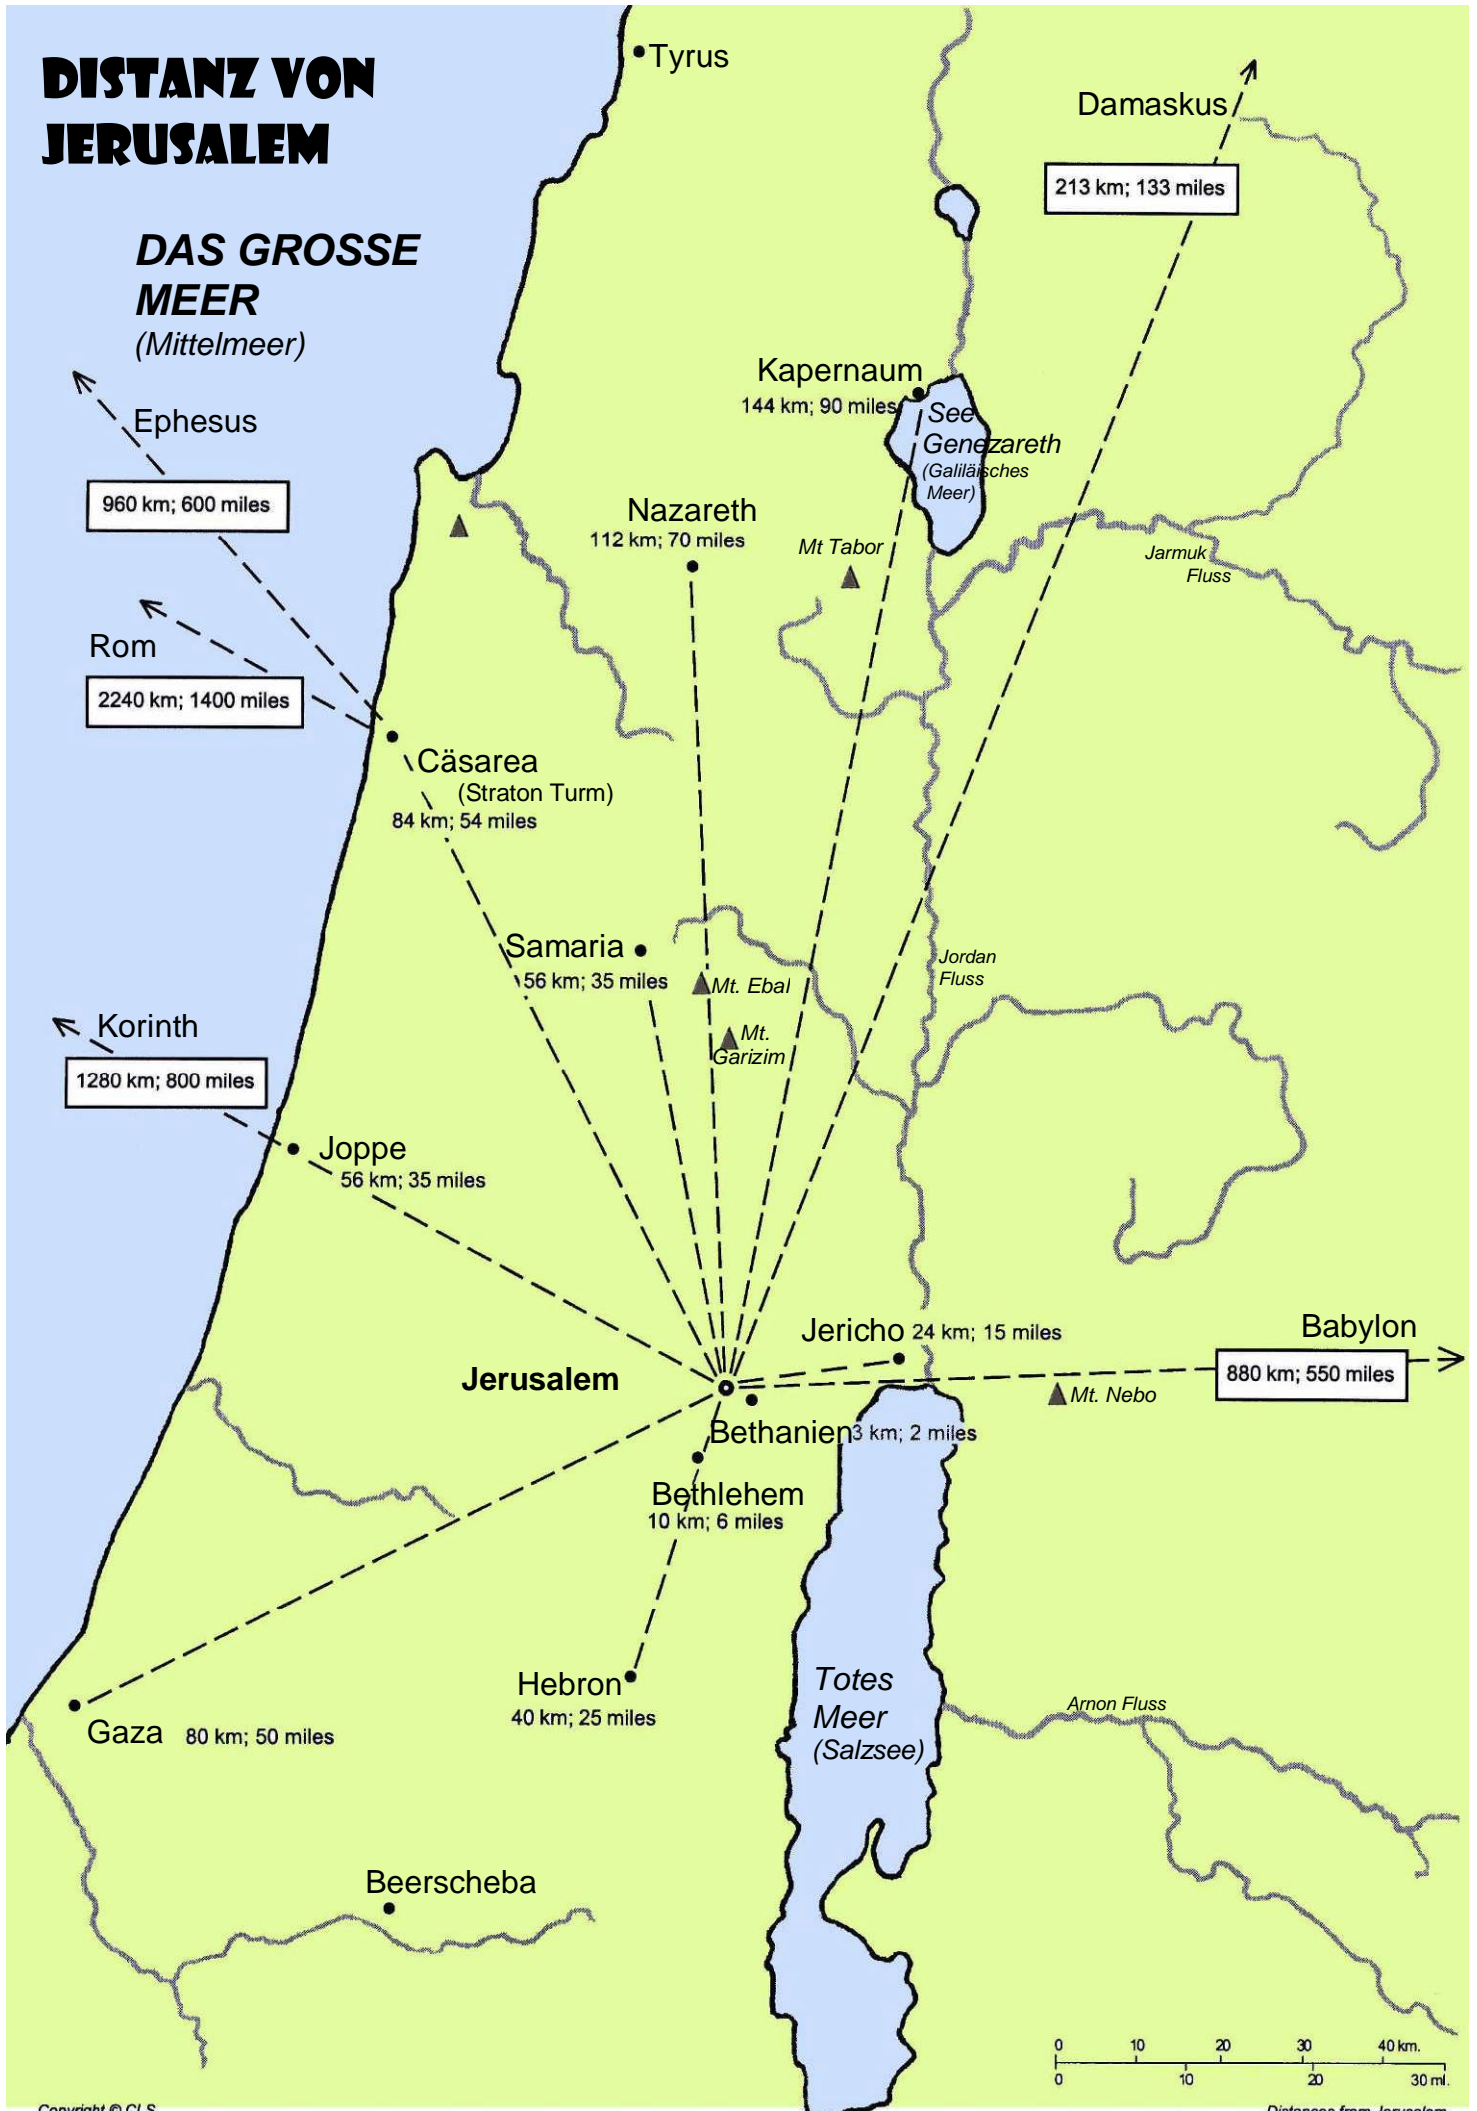 DISTANZ VON
JERUSALEM
Tyrus
Damaskus
213 km; 133 miles
DAS GROSSE
MEER
(Mittelmeer)
Kapernaum
144 km; 90 miles
See
Genezareth
(Galiläisches
Meer)
Ephesus
960 km; 600 miles
Nazareth
112 km; 70 miles
Mt Tabor
Jarmuk
Fluss
Rom
2240 km; 1400 miles
Cäsarea
(Straton Turm)
84 km; 54 miles
Samaria
56 km; 35 miles
Mt. Ebal
Mt.
Garizim
Jordan
Fluss
Korinth
1280 km; 800 miles
Joppe
56 km; 35 miles
Jericho 24 km; 15 miles
Babylon
880 km; 550 miles
Jerusalem
Mt. Nebo
Bethanien 3 km; 2 miles
Bethlehem
10 km; 6 miles
Hebron
40 km; 25 miles
Totes
Meer
(Salzsee)
Arnon Fluss
Gaza 80 km; 50 miles
Beerscheba
0 10 20 30 40 km.
0 10 20 30 ml.
Copyright © CLS
Distances from Jerusalem